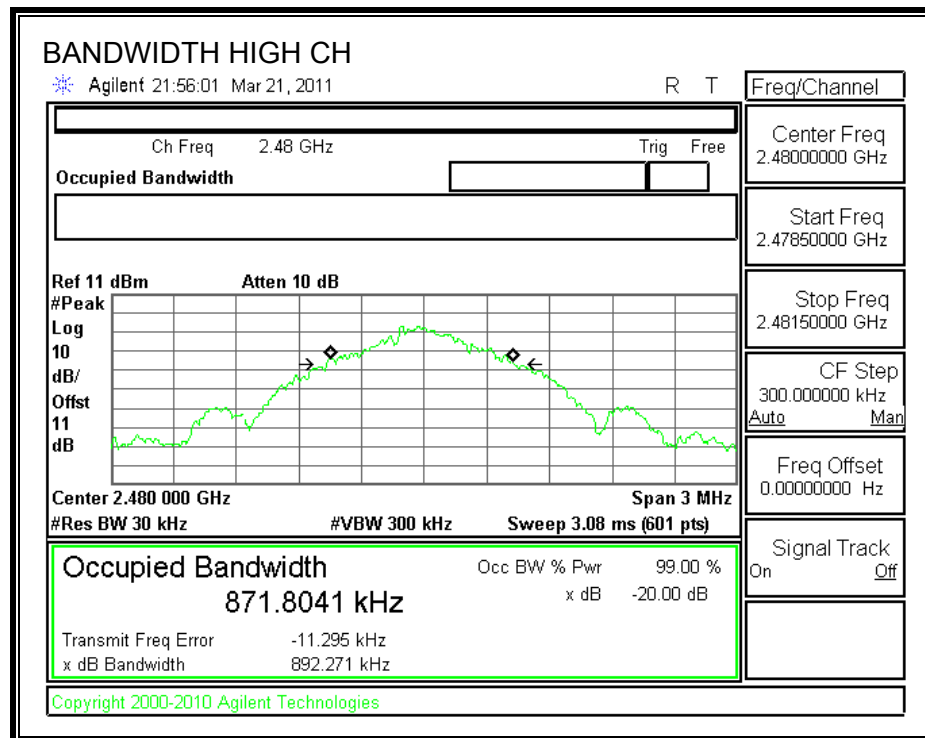 BANDWIDTH HIGH CH
Agilent 21:56:01 Mar 21, 2011 R T
Ch Freq 2.48 GHz Trig Free
Occupied Bandwidth
Ref 11 dBm Atten 10 dB
#Peak
Log
10
dB/
Offst
11
dB
Center 2.480 000 GHz Span 3 MHz
#Res BW 30 kHz #VBW 300 kHz Sweep 3.08 ms (601 pts)
Occupied Bandwidth Occ BW % Pwr 99.00 %
871.8041 kHz x dB -20.00 dB
Transmit Freq Error -11.295 kHz
x dB Bandwidth 892.271 kHz
Copyright 2000-2010 Agilent Technologies
Freq/Channel
Center Freq
2.48000000 GHz
Start Freq
2.47850000 GHz
Stop Freq
2.48150000 GHz
CF Step
300.000000 kHz
Auto Man
Freq Offset
0.00000000 Hz
Signal Track
On Off